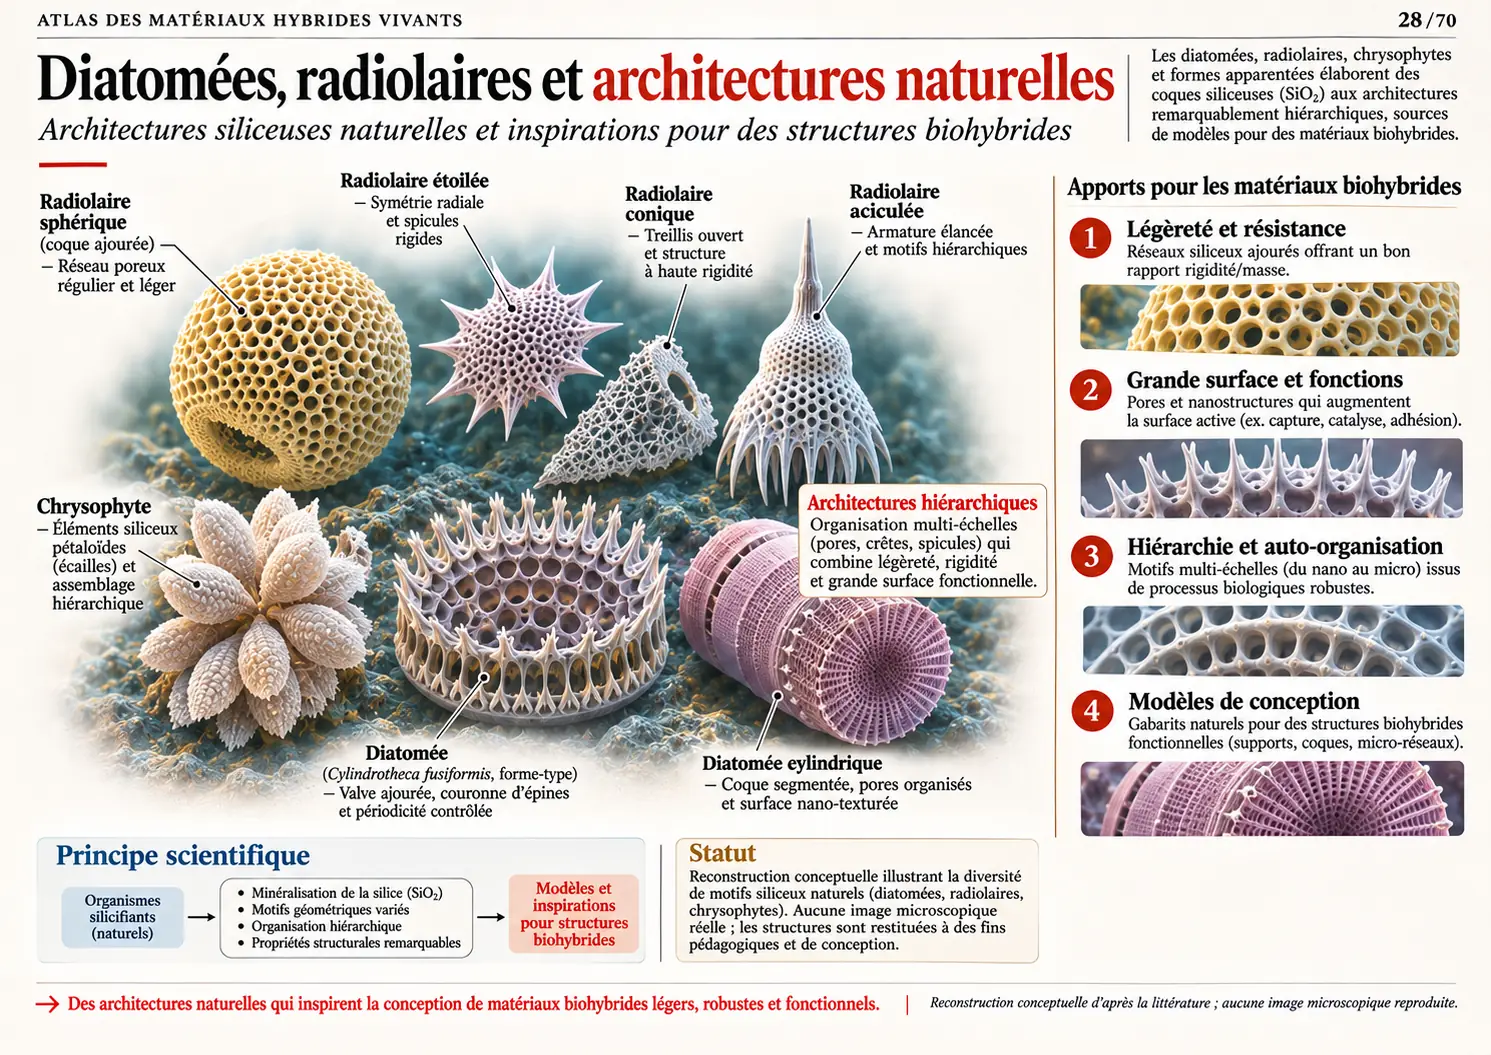 ATLAS DES MATÉRIAUX HYBRIDES VIVANTS
28/70
Diatomées, radiolaires et architectures naturelles
Architectures siliceuses naturelles et inspirations pour des structures biohybrides
Les diatomées, radiolaires, chrysophytes
et formes apparentées élaborent des
coques siliceuses (SiO₂) aux architectures
remarquablement hiérarchiques, sources
de modèles pour des matériaux biohybrides.
Radiolaire
sphérique
(coque ajourée)
– Réseau poreux
régulier et léger
Radiolaire étoilée
– Symétrie radiale
et spicules
rigides
Radiolaire
conique
– Treillis ouvert
et structure
à haute rigidité
Radiolaire
aciculée
– Armature élancée
et motifs hiérarchiques
Chrysophyte
– Éléments siliceux
pétaloïdes
(écailles) et
assemblage
hiérarchique
Architectures hiérarchiques
Organisation multi-échelles
(pores, crêtes, spicules) qui
combine légèreté, rigidité
et grande surface fonctionnelle.
Diatomée
(Cylindrotheca fusiformis, forme-type)
– Valve ajourée, couronne d'épines
et périodicité contrôlée
Diatomée eylindrique
– Coque segmentée, pores organisés
et surface nano-texturée
Apports pour les matériaux biohybrides
1
Légèreté et résistance
Réseaux siliceux ajourés offrant un bon
rapport rigidité/masse.
2
Grande surface et fonctions
Pores et nanostructures qui augmentent
la surface active (ex. capture, catalyse, adhésion).
3
Hiérarchie et auto-organisation
Motifs multi-échelles (du nano au micro) issus
de processus biologiques robustes.
4
Modèles de conception
Gabarits naturels pour des structures biohybrides
fonctionnelles (supports, coques, micro-réseaux).
Principe scientifique
Organismes
silicifiants
(naturels)
• Minéralisation de la silice (SiO₂)
• Motifs géométriques variés
• Organisation hiérarchique
• Propriétés structurales remarquables
Modèles et
inspirations
pour structures
biohybrides
Statut
Reconstruction conceptuelle illustrant la diversité
de motifs siliceux naturels (diatomées, radiolaires,
chrysophytes). Aucune image microscopique
réelle ; les structures sont restituées à des fins
pédagogiques et de conception.
→ Des architectures naturelles qui inspirent la conception de matériaux biohybrides légers, robustes et fonctionnels.
Reconstruction conceptuelle d'après la littérature ; aucune image microscopique reproduite.